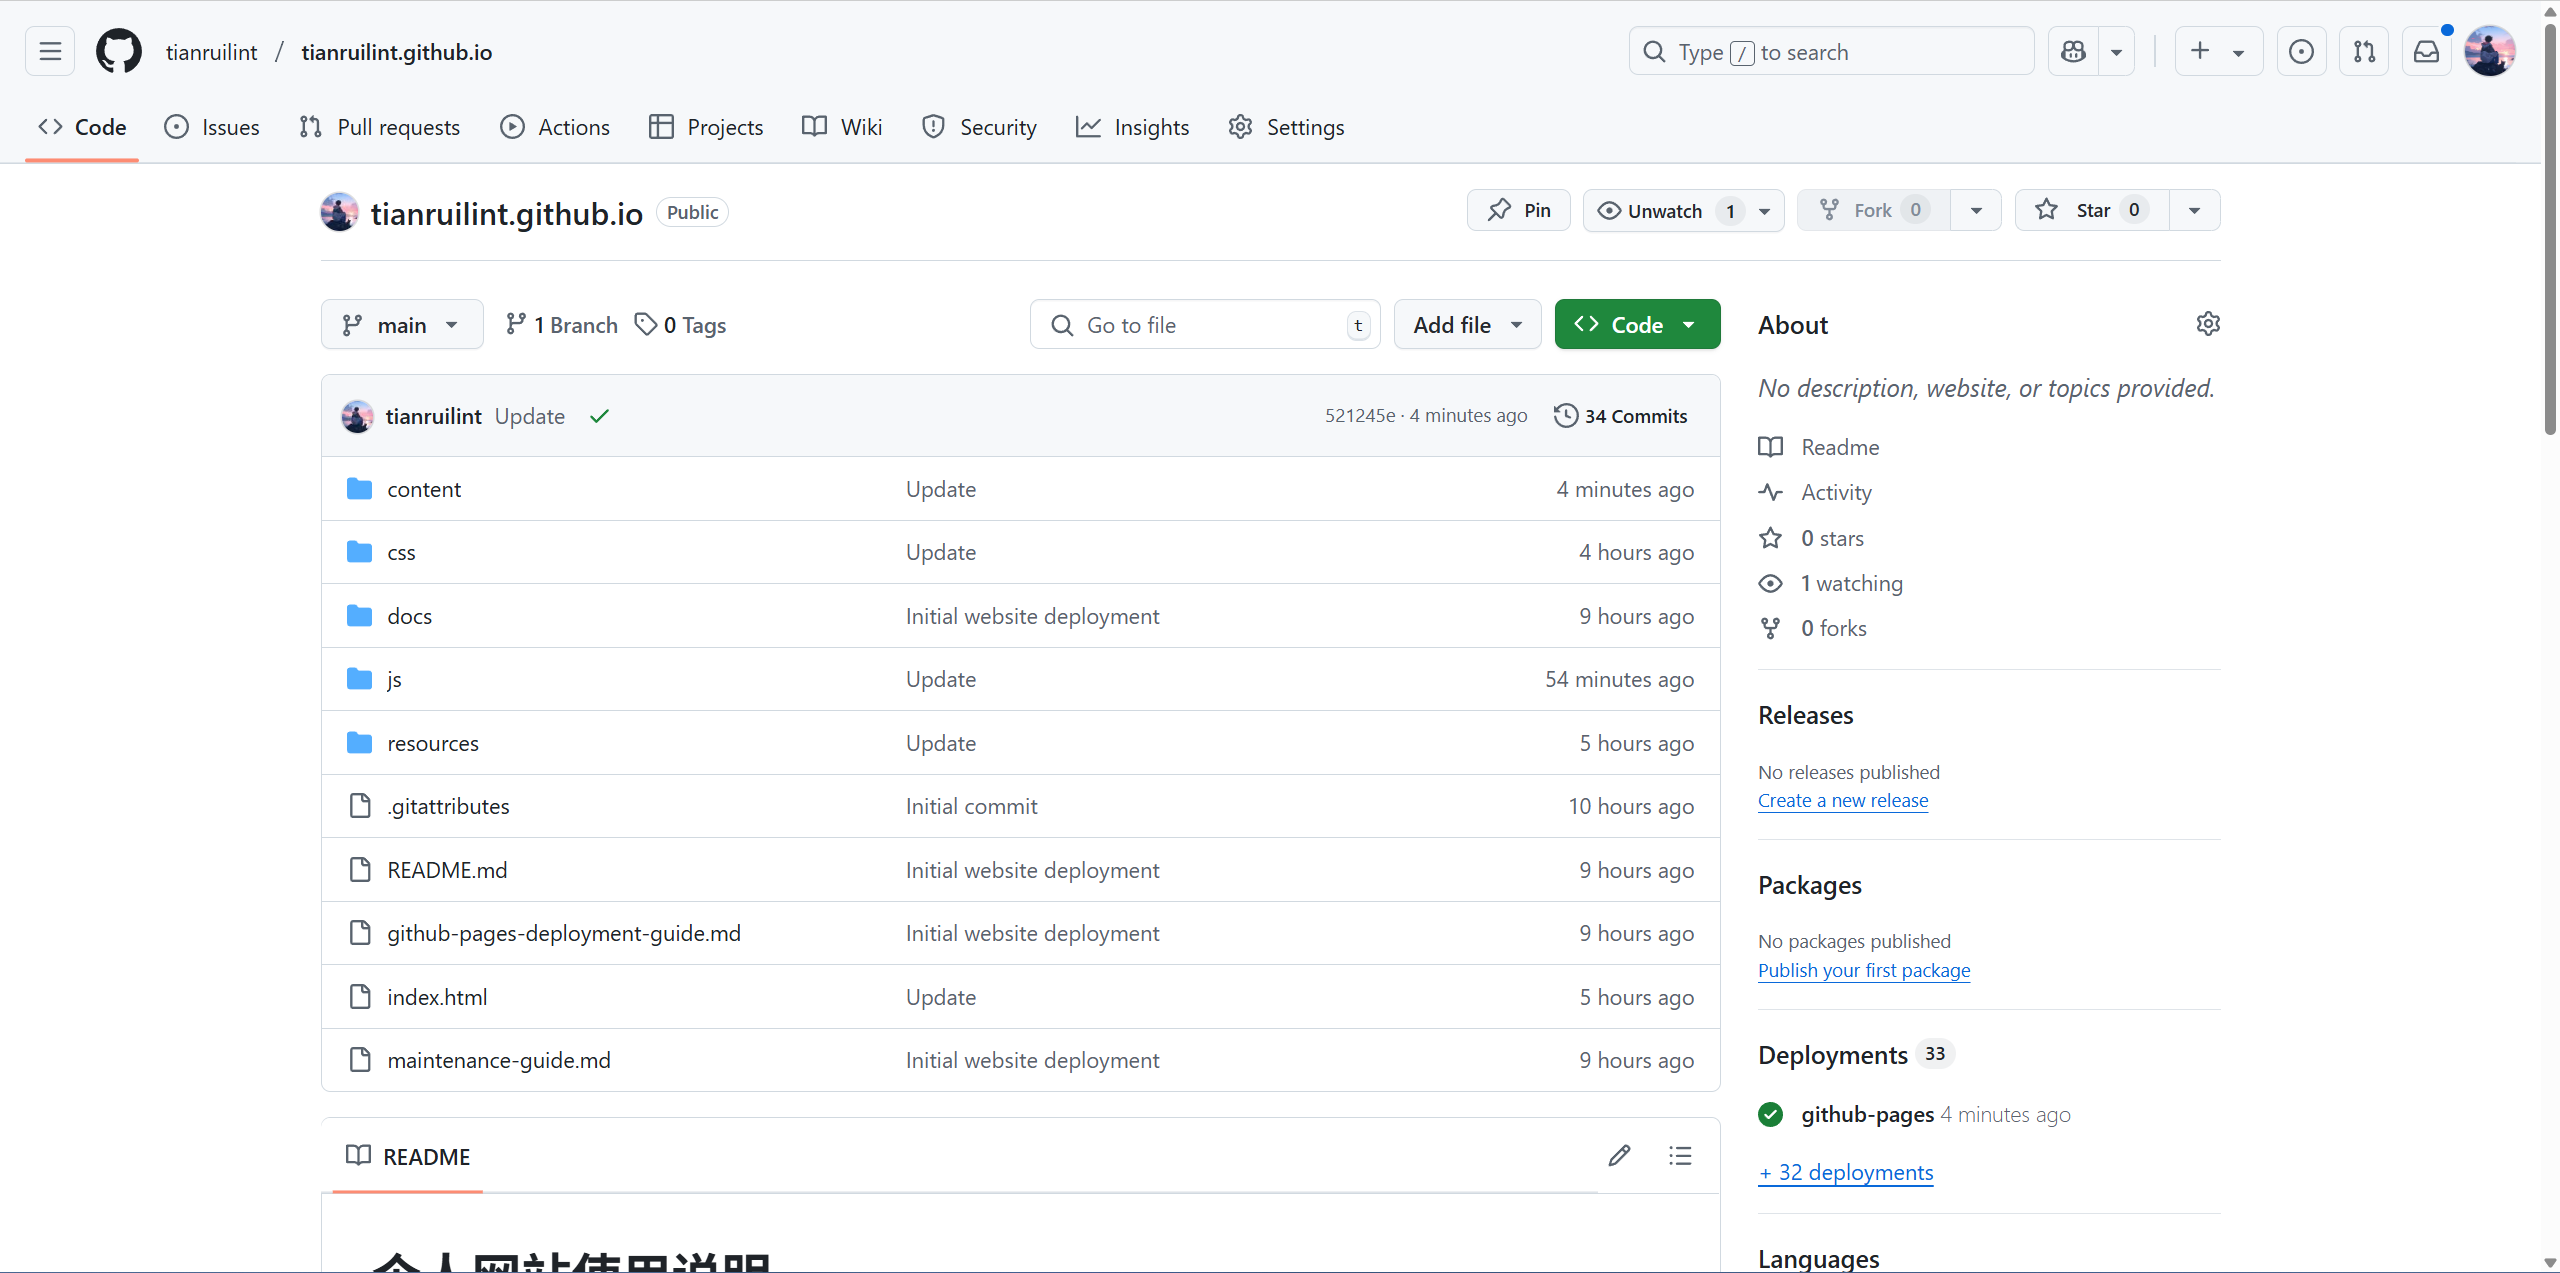 tianruilint / tianruilint.github.io
Type / to search
Code Issues Pull requests Actions Projects Wiki Security Insights Settings
tianruilint.github.io Public
Pin Unwatch 1 Fork 0 Star 0
main 1 Branch 0 Tags
Go to file t
Add file
Code
tianruilint Update 521245e · 4 minutes ago 34 Commits
content Update 4 minutes ago
css Update 4 hours ago
docs Initial website deployment 9 hours ago
js Update 54 minutes ago
resources Update 5 hours ago
.gitattributes Initial commit 10 hours ago
README.md Initial website deployment 9 hours ago
github-pages-deployment-guide.md Initial website deployment 9 hours ago
index.html Update 5 hours ago
maintenance-guide.md Initial website deployment 9 hours ago
README
个人网站使用说明
About
No description, website, or topics provided.
Readme
Activity
0 stars
1 watching
0 forks
Releases
No releases published
Create a new release
Packages
No packages published
Publish your first package
Deployments 33
github-pages 4 minutes ago
+ 32 deployments
Languages